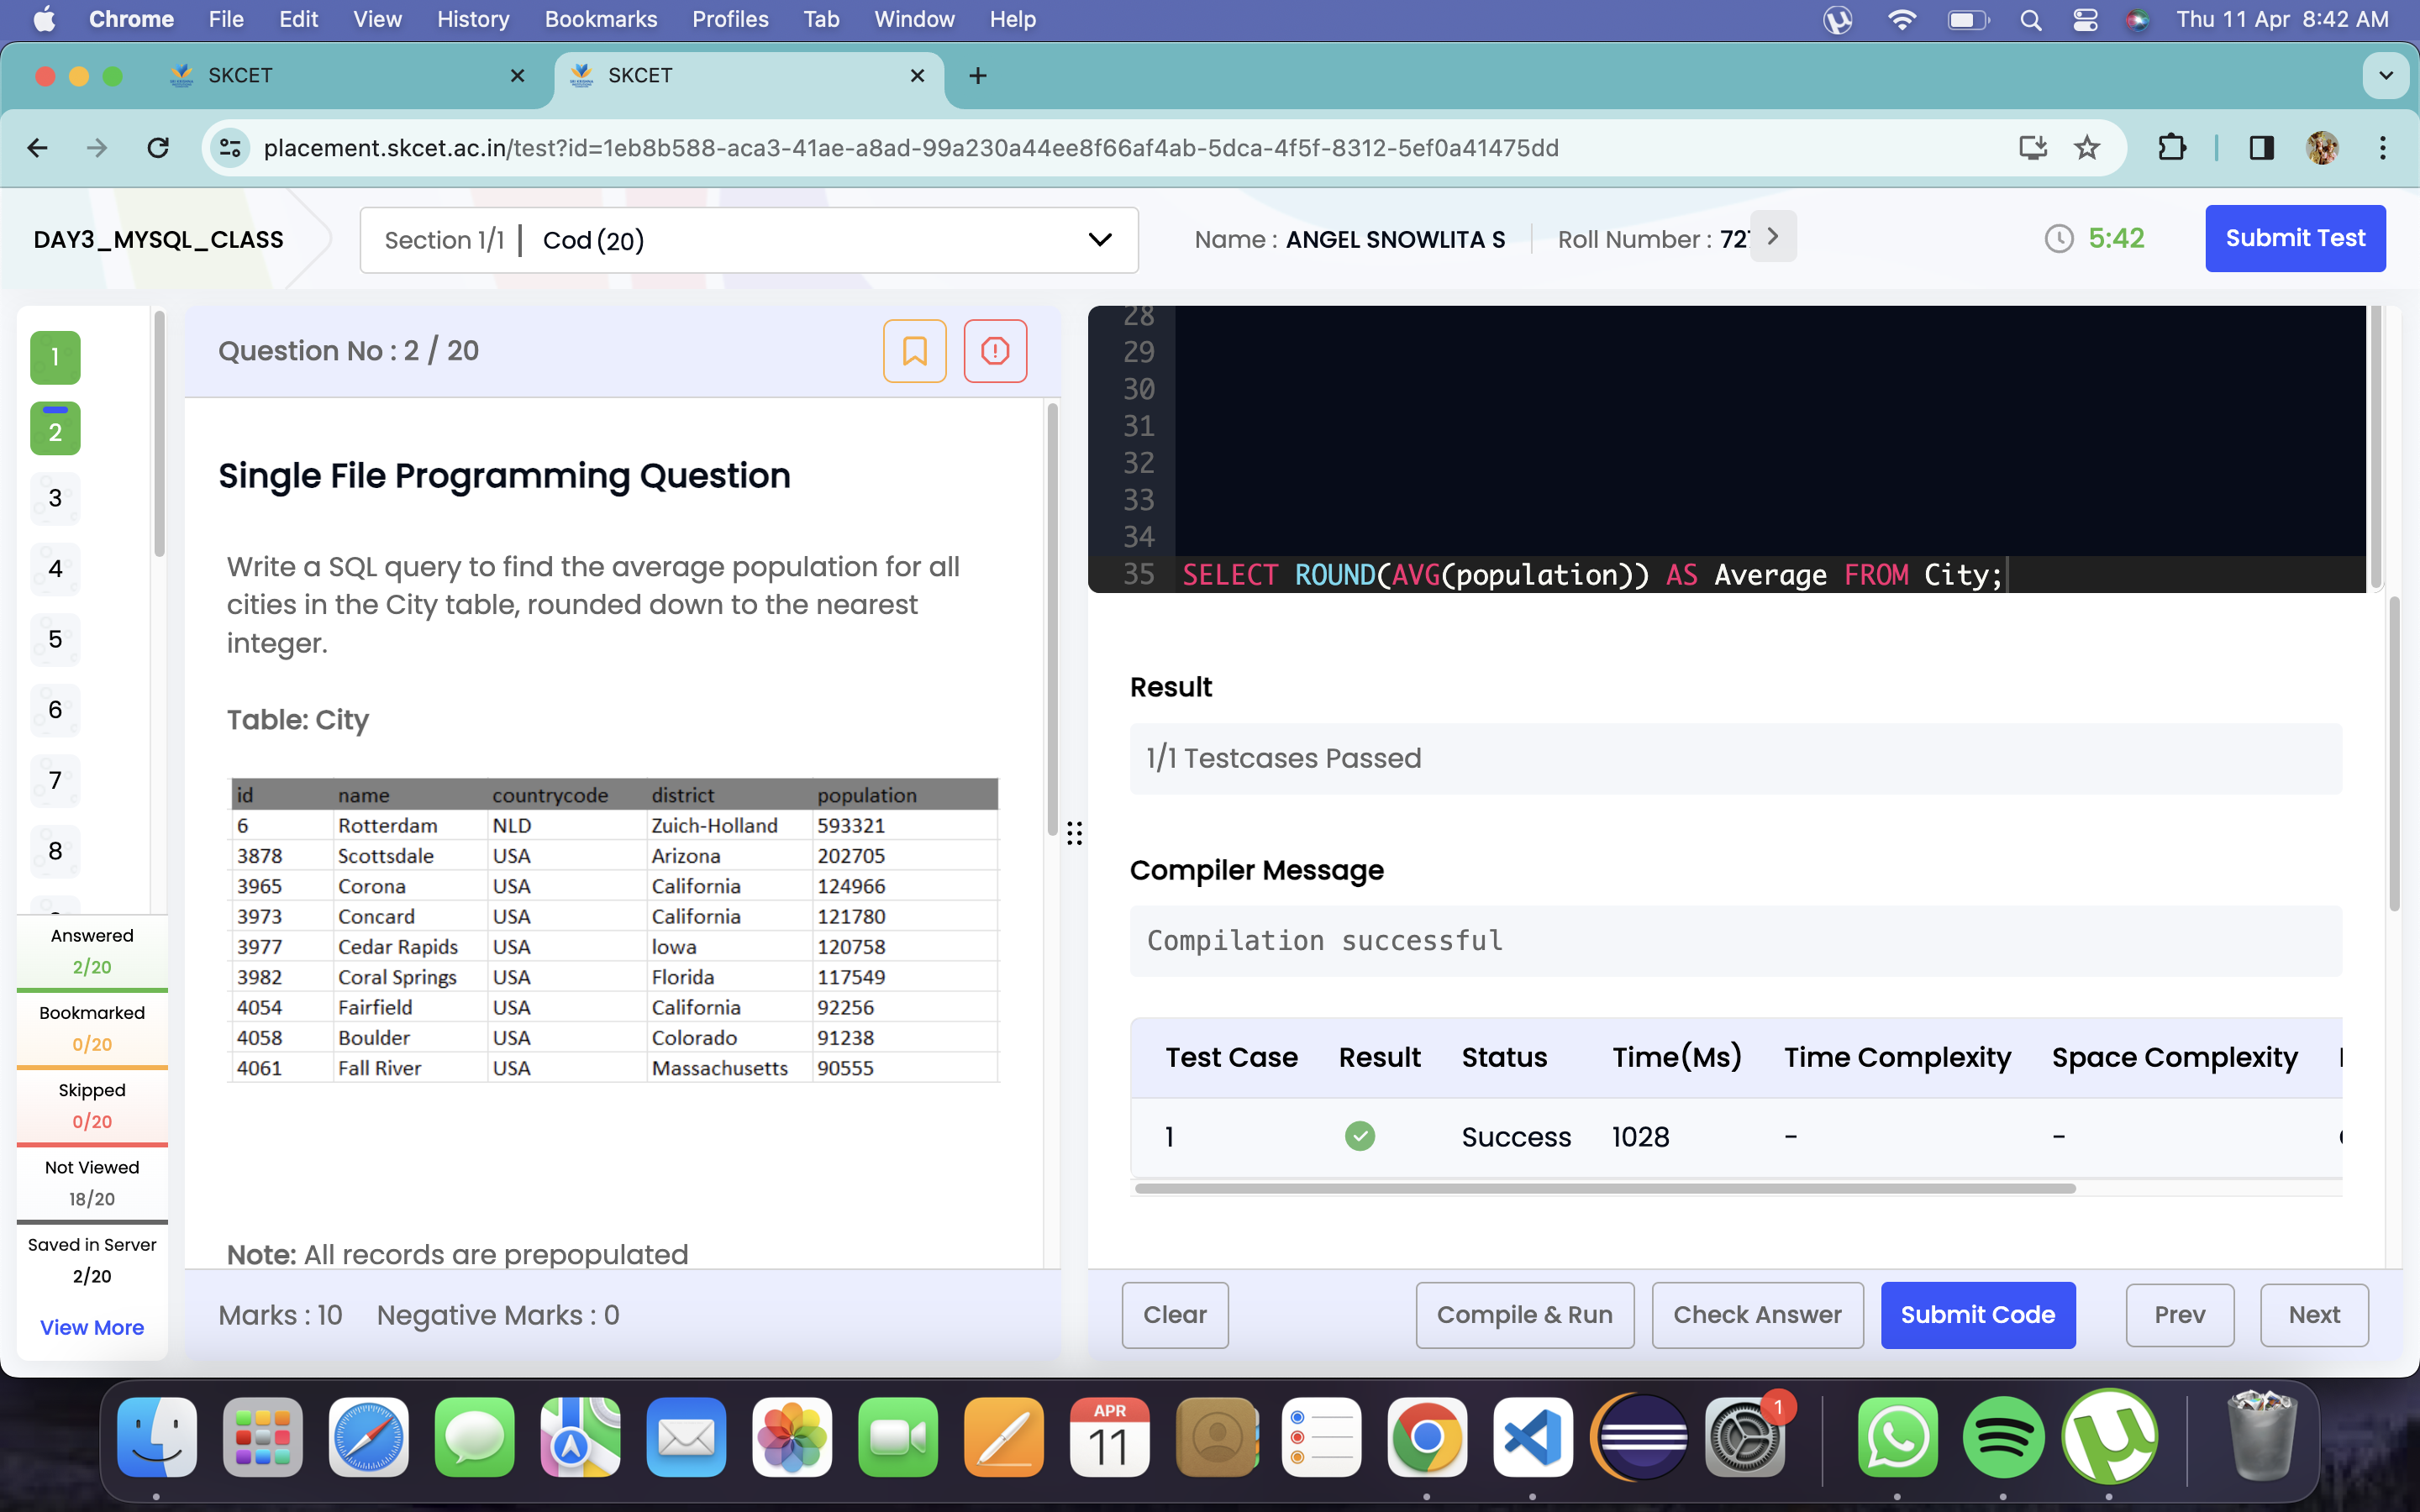 Chrome File Edit View History Bookmarks Profiles Tab Window Help Thu 11 Apr 8:42 AM
SKCET SKCET
placement.skcet.ac.in/test?id=1eb8b588-aca3-41ae-a8ad-99a230a44ee8f66af4ab-5dca-4f5f-8312-5ef0a41475dd
DAY3_MYSQL_CLASS Section 1/1 | Cod (20) Name : ANGEL SNOWLITA S Roll Number : 727 5:42 Submit Test
1
2
3
4
5
6
7
8
Answered
2/20
Bookmarked
0/20
Skipped
0/20
Not Viewed
18/20
Saved in Server
2/20
View More
Question No : 2 / 20
Single File Programming Question
Write a SQL query to find the average population for all
cities in the City table, rounded down to the nearest
integer.
Table: City
id name countrycode district population
6 Rotterdam NLD Zuich-Holland 593321
3878 Scottsdale USA Arizona 202705
3965 Corona USA California 124966
3973 Concard USA California 121780
3977 Cedar Rapids USA lowa 120758
3982 Coral Springs USA Florida 117549
4054 Fairfield USA California 92256
4058 Boulder USA Colorado 91238
4061 Fall River USA Massachusetts 90555
Note: All records are prepopulated
Marks : 10 Negative Marks : 0
28
29
30
31
32
33
34
35 SELECT ROUND(AVG(population)) AS Average FROM City;
Result
1/1 Testcases Passed
Compiler Message
Compilation successful
Test Case Result Status Time(Ms) Time Complexity Space Complexity
1 Success 1028 - -
Clear Compile & Run Check Answer Submit Code Prev Next
APR
11
1